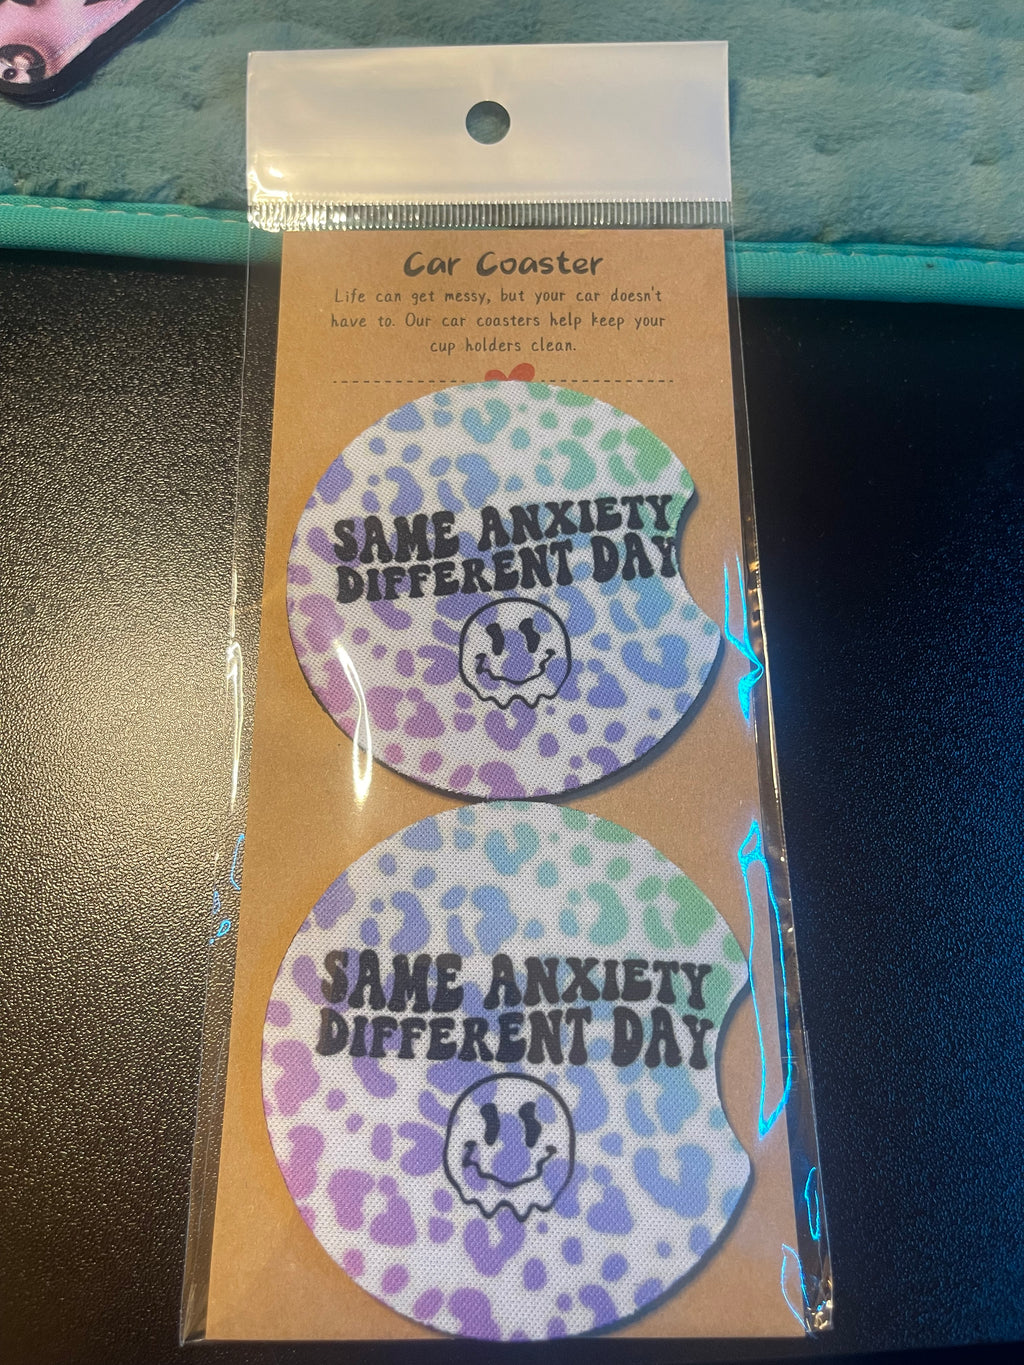 Car Coaster
Life can get messy, but your car doesn't
have to. Our car coasters help keep your
cup holders clean.
SAME ANXIETY
DIFFERENT DAY
SAME ANXIETY
DIFFERENT DAY